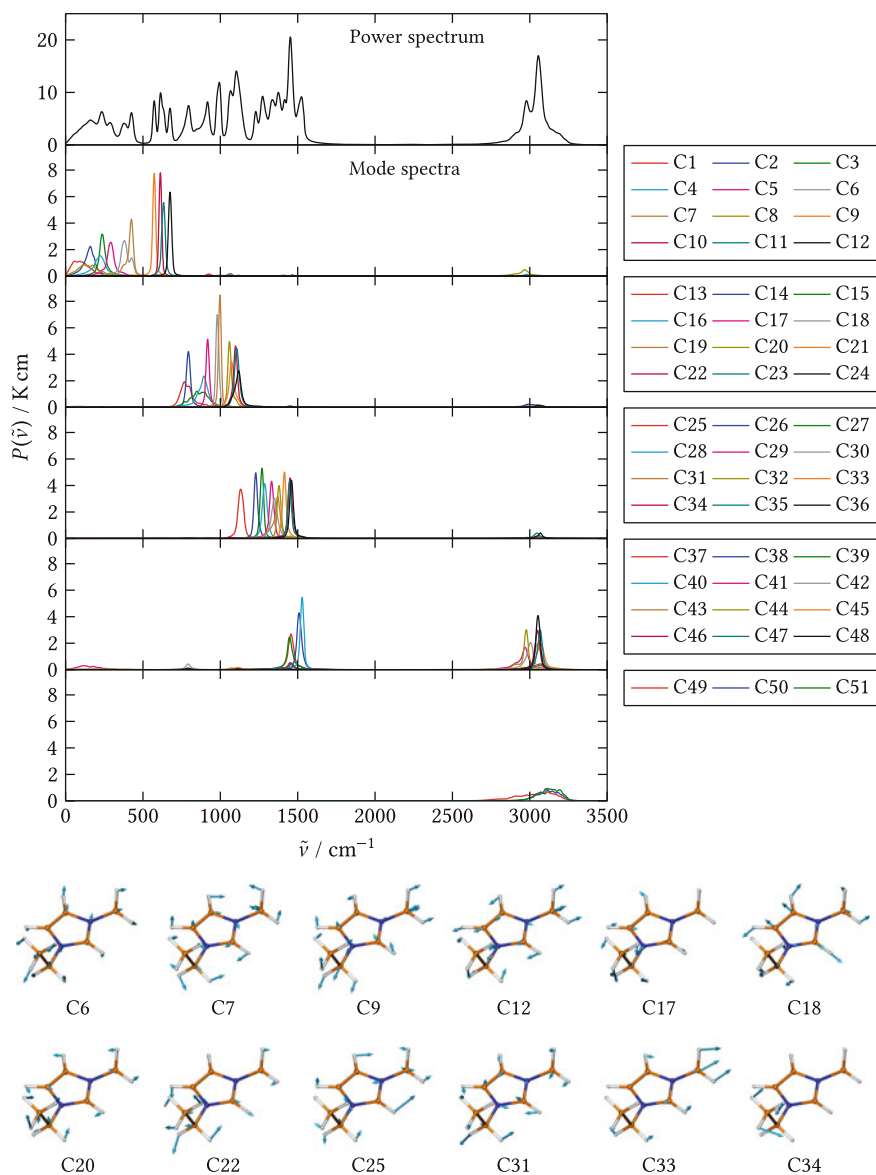 Power spectrum
20
10
0
Mode spectra
8
6
4
2
0
C1 C2 C3
C4 C5 C6
C7 C8 C9
C10 C11 C12
8
6
4
2
0
C13 C14 C15
C16 C17 C18
C19 C20 C21
C22 C23 C24
P(ν̃) / K cm
8
6
4
2
0
C25 C26 C27
C28 C29 C30
C31 C32 C33
C34 C35 C36
8
6
4
2
0
C37 C38 C39
C40 C41 C42
C43 C44 C45
C46 C47 C48
8
6
4
2
0
C49 C50 C51
0 500 1000 1500 2000 2500 3000 3500
ν̃ / cm⁻¹
C6 C7 C9 C12 C17 C18
C20 C22 C25 C31 C33 C34